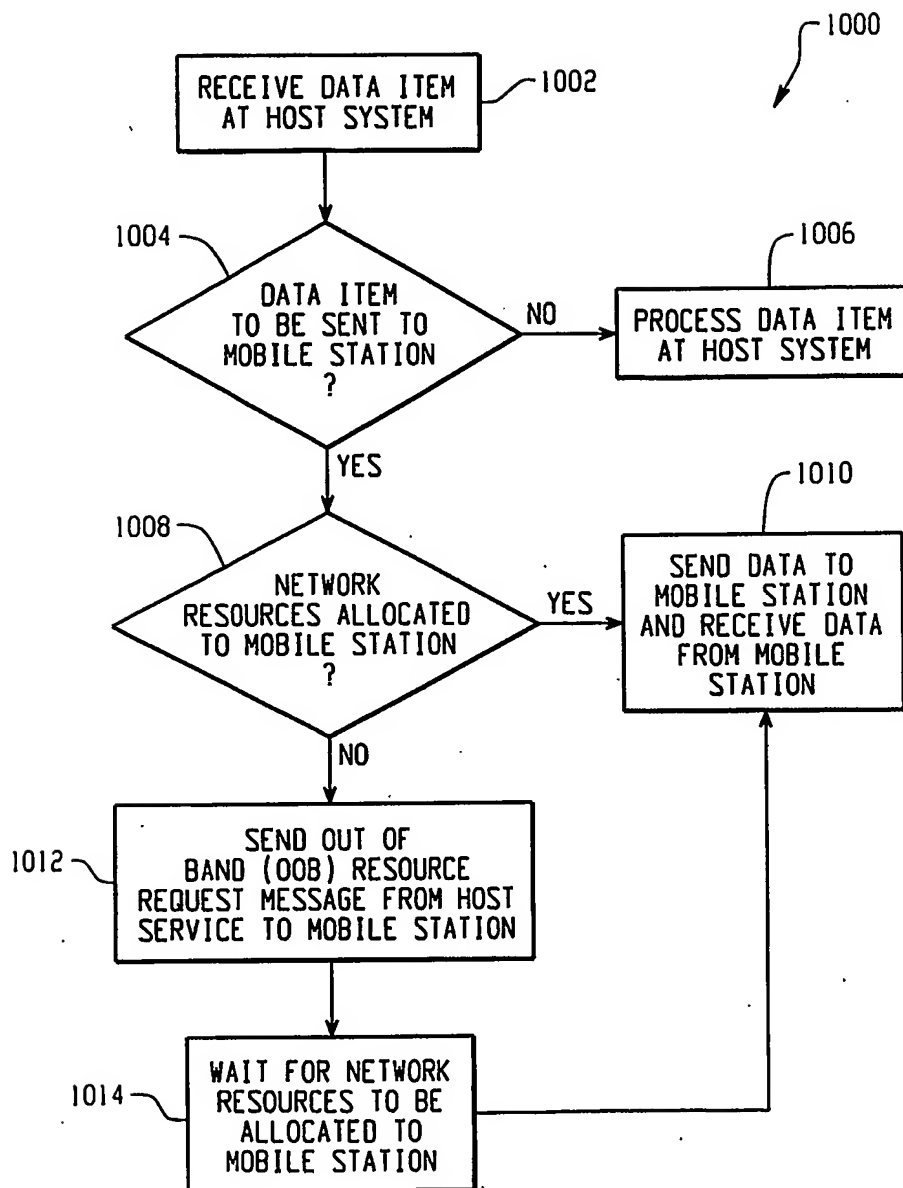 1000
RECEIVE DATA ITEM
AT HOST SYSTEM
1002
1004
DATA ITEM
TO BE SENT TO
MOBILE STATION
?
NO
1006
PROCESS DATA ITEM
AT HOST SYSTEM
YES
1008
NETWORK
RESOURCES ALLOCATED
TO MOBILE STATION
?
YES
1010
SEND DATA TO
MOBILE STATION
AND RECEIVE DATA
FROM MOBILE
STATION
NO
1012
SEND OUT OF
BAND (OOB) RESOURCE
REQUEST MESSAGE FROM HOST
SERVICE TO MOBILE STATION
1014
WAIT FOR NETWORK
RESOURCES TO BE
ALLOCATED TO
MOBILE STATION